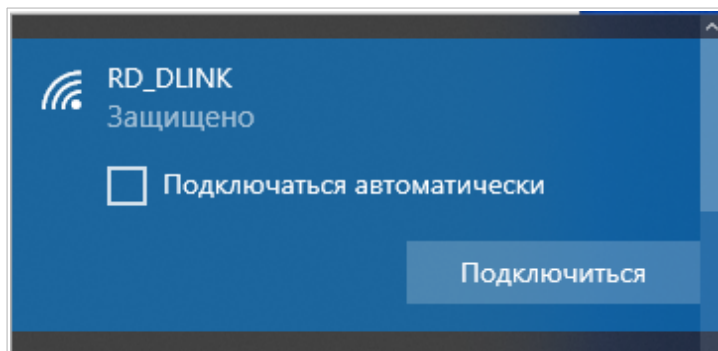 RD_DLINK
Защищено
Подключаться автоматически
Подключиться